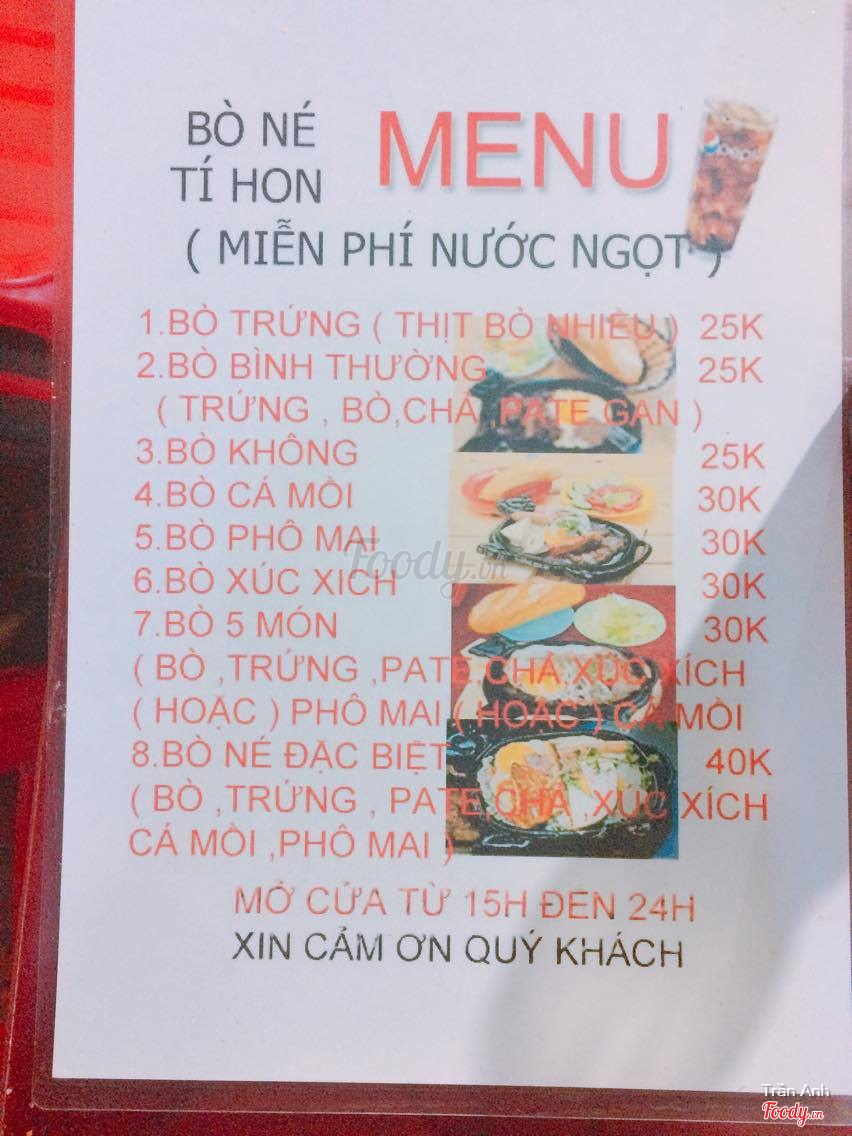 BÒ NÉ
TÍ HON
MENU
pepsi
( MIỄN PHÍ NƯỚC NGỌT )
1.BÒ TRỨNG ( THỊT BÒ NHIỀU ) 25K
2.BÒ BÌNH THƯỜNG 25K
( TRỨNG , BÒ,CHẢ ,PATE GAN )
3.BÒ KHÔNG 25K
4.BÒ CÁ MÒI 30K
5.BÒ PHÔ MAI 30K
6.BÒ XÚC XICH 30K
7.BÒ 5 MÓN 30K
( BÒ ,TRỨNG ,PATE,CHẢ,XÚC XÍCH
( HOẶC ) PHÔ MAI ( HOẶC ) CÁ MÒI
8.BÒ NÉ ĐẶC BIỆT 40K
( BÒ ,TRỨNG , PATE,CHẢ ,XÚC XÍCH
CÁ MÒI ,PHÔ MAI )
MỞ CỬA TỪ 15H ĐẾN 24H
XIN CẢM ƠN QUÝ KHÁCH
Foody.vn
Trần Anh
Foody.vn